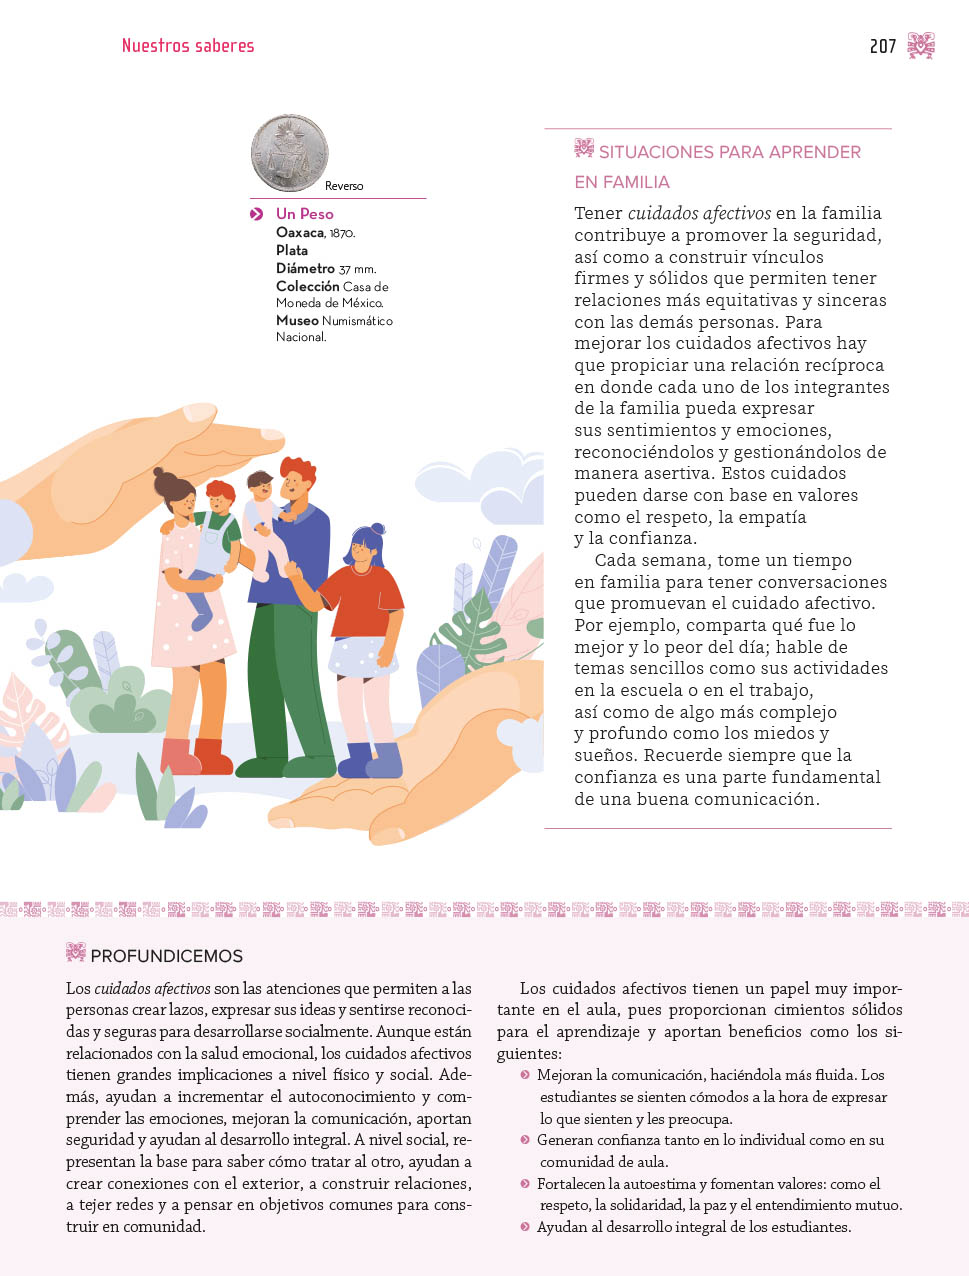 Nuestros saberes
207
Reverso
Un Peso
Oaxaca, 1870.
Plata
Diámetro 37 mm.
Colección Casa de
Moneda de México.
Museo Numismático
Nacional.
SITUACIONES PARA APRENDER
EN FAMILIA
Tener cuidados afectivos en la familia
contribuye a promover la seguridad,
así como a construir vínculos
firmes y sólidos que permiten tener
relaciones más equitativas y sinceras
con las demás personas. Para
mejorar los cuidados afectivos hay
que propiciar una relación recíproca
en donde cada uno de los integrantes
de la familia pueda expresar
sus sentimientos y emociones,
reconociéndolos y gestionándolos de
manera asertiva. Estos cuidados
pueden darse con base en valores
como el respeto, la empatía
y la confianza.
Cada semana, tome un tiempo
en familia para tener conversaciones
que promuevan el cuidado afectivo.
Por ejemplo, comparta qué fue lo
mejor y lo peor del día; hable de
temas sencillos como sus actividades
en la escuela o en el trabajo,
así como de algo más complejo
y profundo como los miedos y
sueños. Recuerde siempre que la
confianza es una parte fundamental
de una buena comunicación.
PROFUNDICEMOS
Los cuidados afectivos son las atenciones que permiten a las
personas crear lazos, expresar sus ideas y sentirse reconoci-
das y seguras para desarrollarse socialmente. Aunque están
relacionados con la salud emocional, los cuidados afectivos
tienen grandes implicaciones a nivel físico y social. Ade-
más, ayudan a incrementar el autoconocimiento y com-
prender las emociones, mejoran la comunicación, aportan
seguridad y ayudan al desarrollo integral. A nivel social, re-
presentan la base para saber cómo tratar al otro, ayudan a
crear conexiones con el exterior, a construir relaciones,
a tejer redes y a pensar en objetivos comunes para cons-
truir en comunidad.
Los cuidados afectivos tienen un papel muy impor-
tante en el aula, pues proporcionan cimientos sólidos
para el aprendizaje y aportan beneficios como los si-
guientes:
Mejoran la comunicación, haciéndola más fluida. Los
estudiantes se sienten cómodos a la hora de expresar
lo que sienten y les preocupa.
Generan confianza tanto en lo individual como en su
comunidad de aula.
Fortalecen la autoestima y fomentan valores: como el
respeto, la solidaridad, la paz y el entendimiento mutuo.
Ayudan al desarrollo integral de los estudiantes.